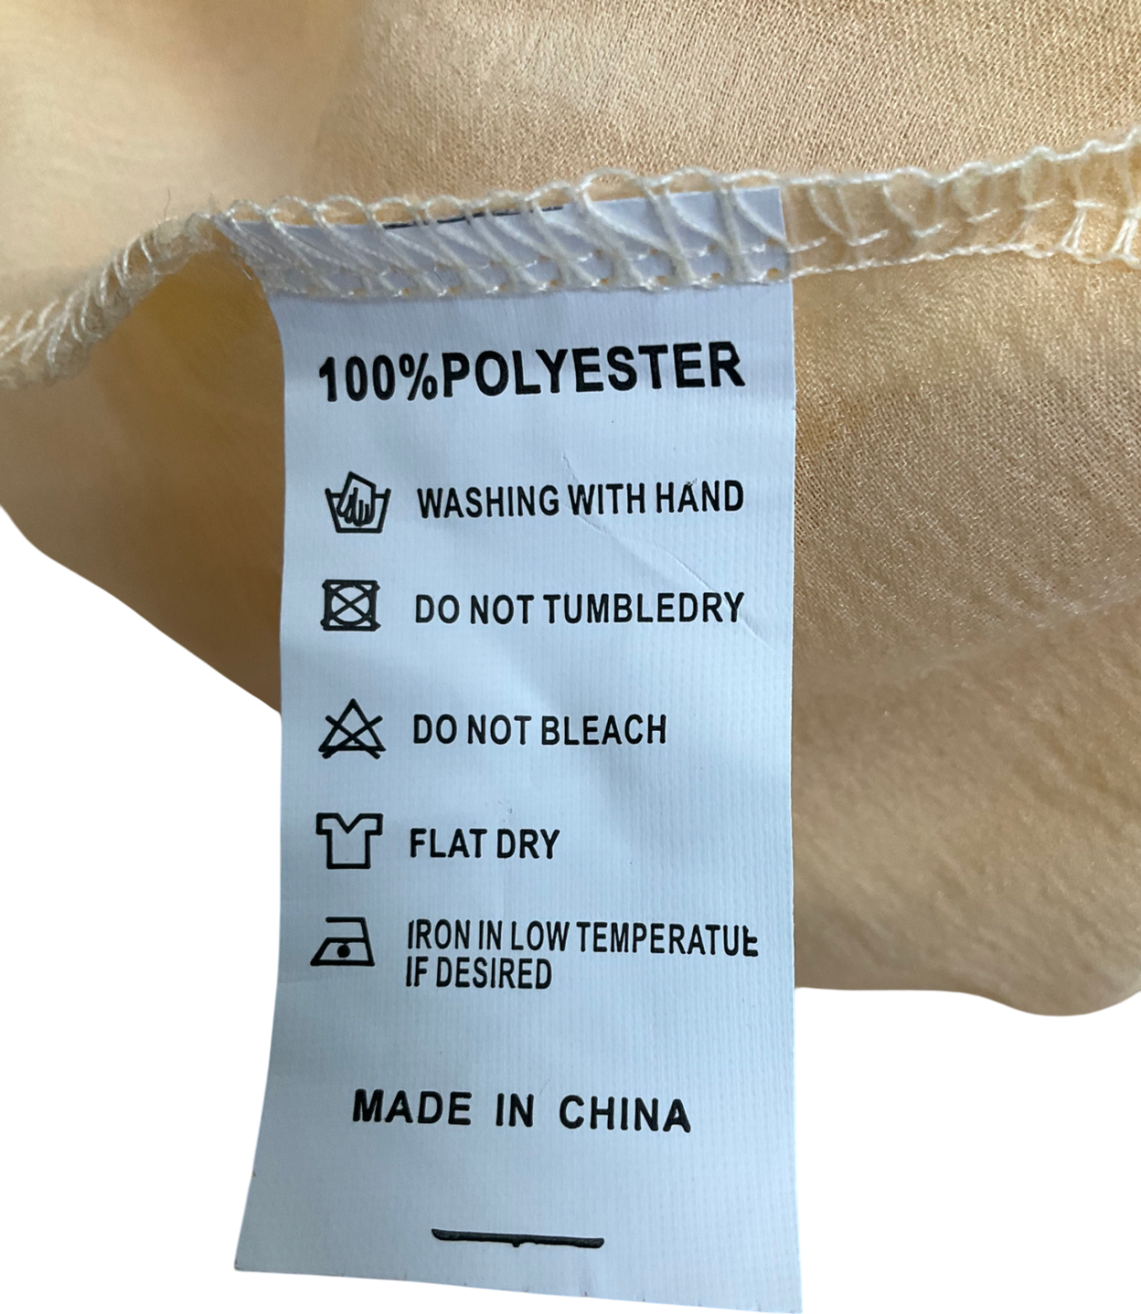 100%POLYESTER
WASHING WITH HAND
DO NOT TUMBLEDRY
DO NOT BLEACH
FLAT DRY
IRON IN LOW TEMPERATUE
IF DESIRED
MADE IN CHINA